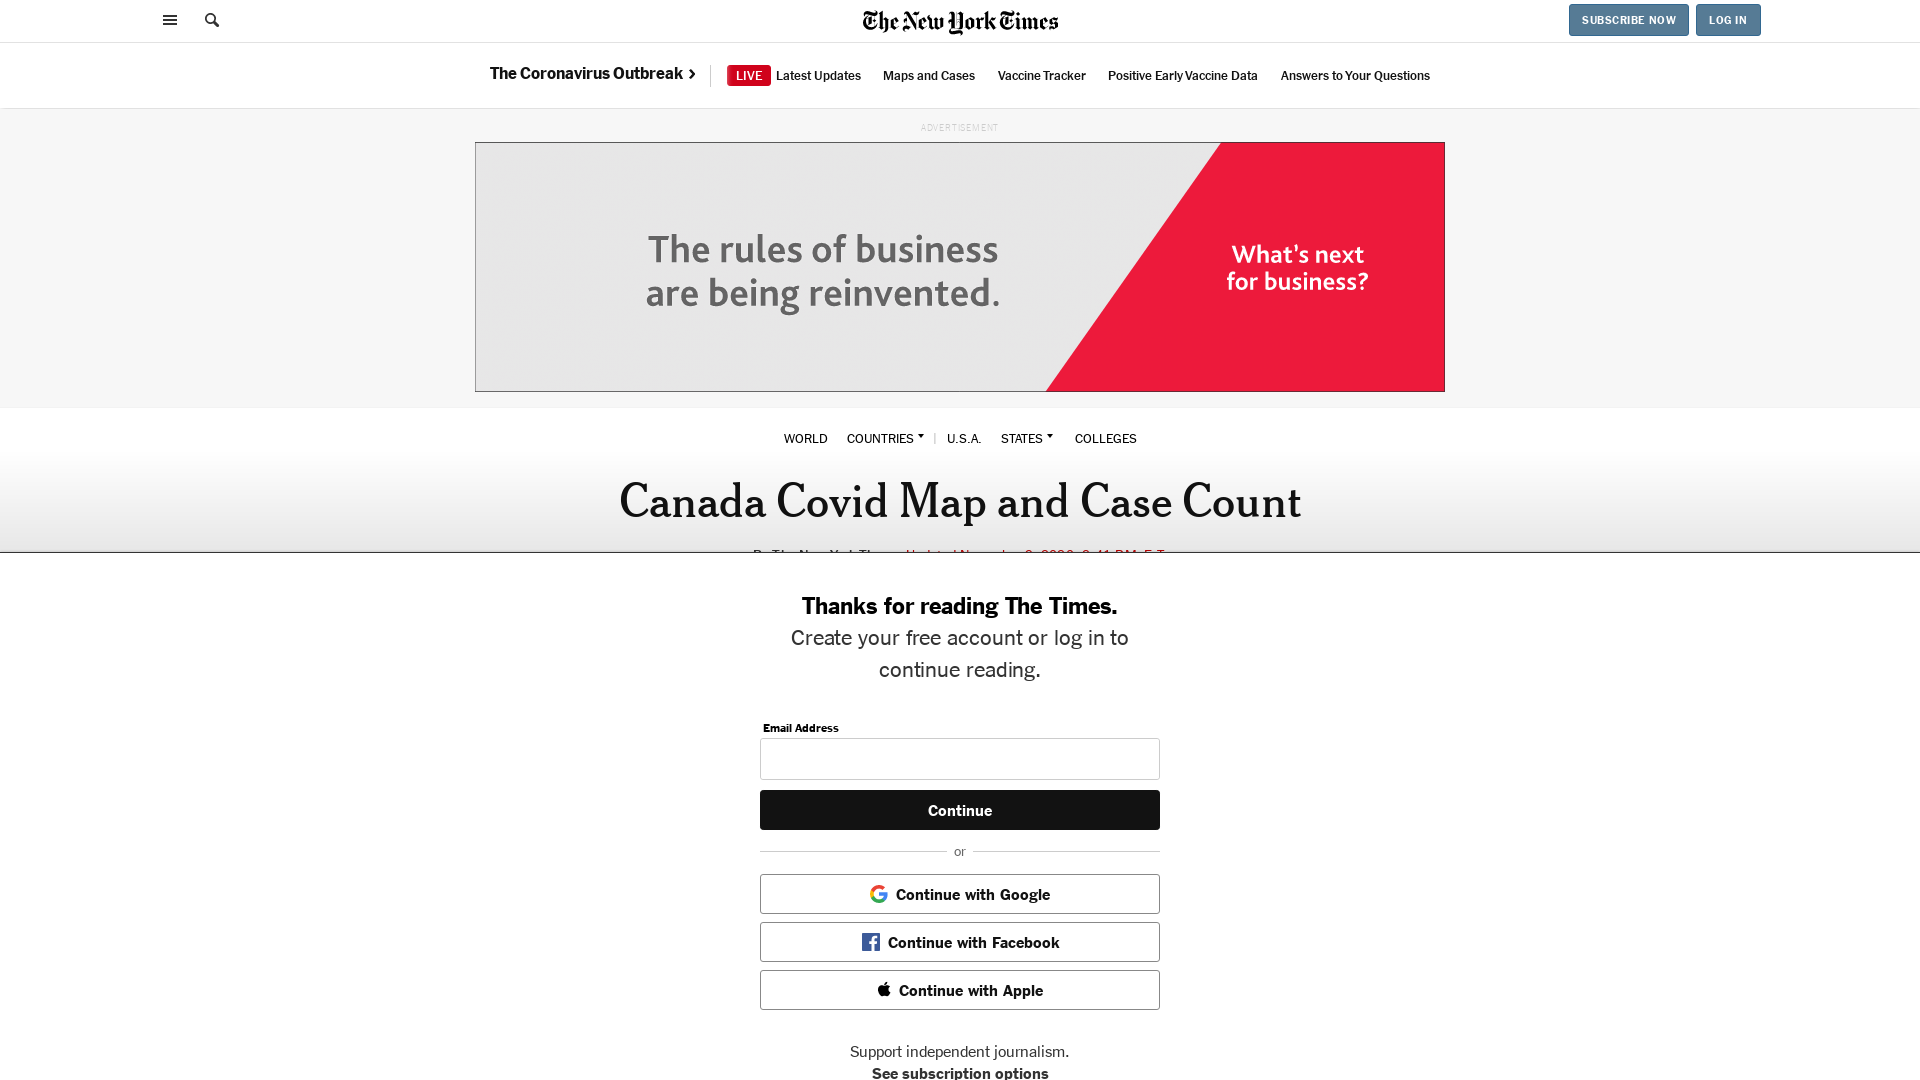 The New York Times
SUBSCRIBE NOW
LOG IN
The Coronavirus Outbreak
LIVE Latest Updates Maps and Cases Vaccine Tracker Positive Early Vaccine Data Answers to Your Questions
ADVERTISEMENT
The rules of business
are being reinvented.
What's next
for business?
WORLD COUNTRIES | U.S.A. STATES COLLEGES
Canada Covid Map and Case Count
Thanks for reading The Times.
Create your free account or log in to
continue reading.
Email Address
Continue
or
Continue with Google
Continue with Facebook
Continue with Apple
Support independent journalism.
See subscription options